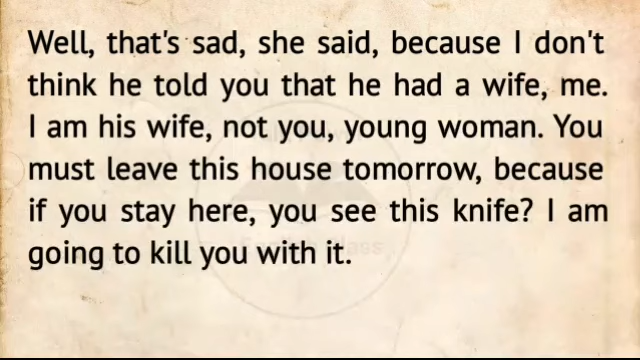 Well, that's sad, she said, because I don't
think he told you that he had a wife, me.
I am his wife, not you, young woman. You
must leave this house tomorrow, because
if you stay here, you see this knife? I am
going to kill you with it.